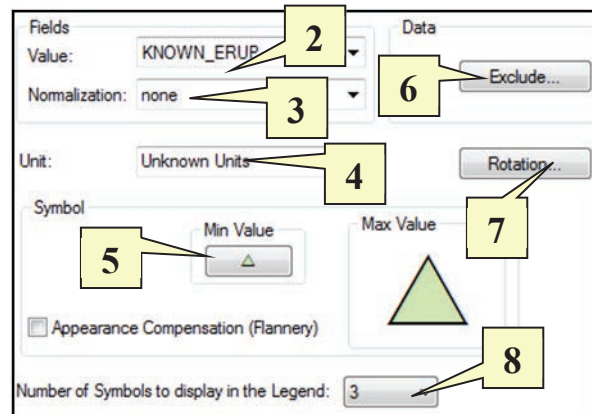 Fields
Data
2
Value: KNOWN_ERUP
6
Exclude...
Normalization: none
3
Unit: Unknown Units
4
Rotation...
Symbol
7
Min Value
Max Value
5
Appearance Compensation (Flannery)
8
Number of Symbols to display in the Legend: 3